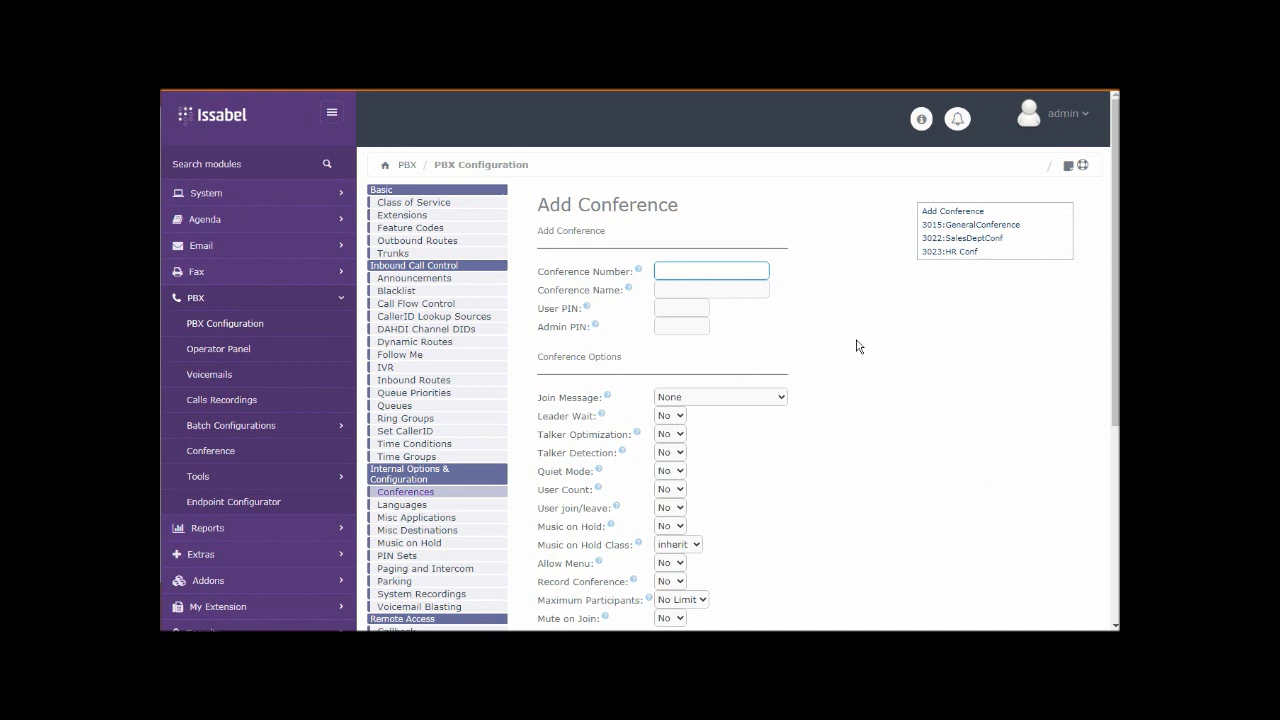 Issabel
admin
Search modules
PBX / PBX Configuration /
System
Agenda
Email
Fax
PBX
PBX Configuration
Operator Panel
Voicemails
Calls Recordings
Batch Configurations
Conference
Tools
Endpoint Configurator
Reports
Extras
Addons
My Extension
Basic
Class of Service
Extensions
Feature Codes
Outbound Routes
Trunks
Inbound Call Control
Announcements
Blacklist
Call Flow Control
CallerID Lookup Sources
DAHDI Channel DIDs
Dynamic Routes
Follow Me
IVR
Inbound Routes
Queue Priorities
Queues
Ring Groups
Set CallerID
Time Conditions
Time Groups
Internal Options &
Configuration
Conferences
Languages
Misc Applications
Misc Destinations
Music on Hold
PIN Sets
Paging and Intercom
Parking
System Recordings
Voicemail Blasting
Remote Access
Add Conference
Add Conference
Conference Number:
Conference Name:
User PIN:
Admin PIN:
Conference Options
Join Message: None
Leader Wait: No
Talker Optimization: No
Talker Detection: No
Quiet Mode: No
User Count: No
User join/leave: No
Music on Hold: No
Music on Hold Class: inherit
Allow Menu: No
Record Conference: No
Maximum Participants: No Limit
Mute on Join: No
Add Conference
3015:GeneralConference
3022:SalesDeptConf
3023:HR Conf